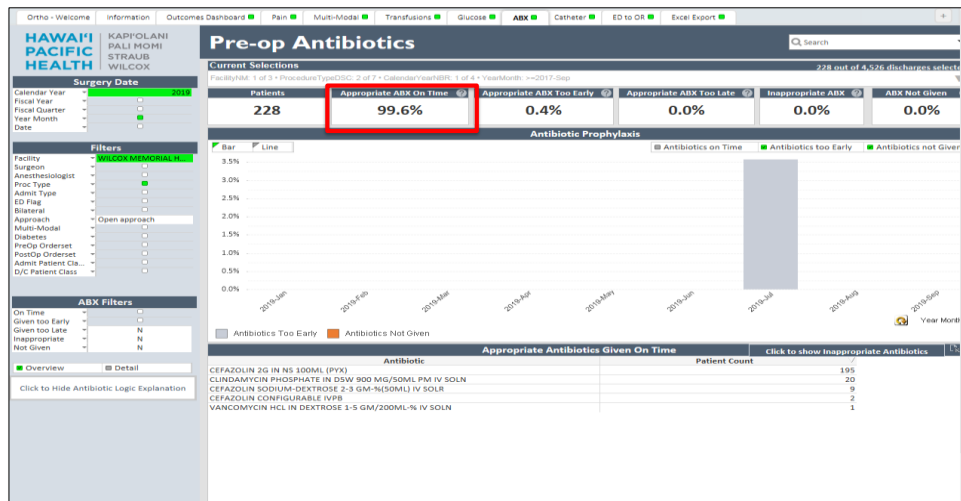 Ortho - Welcome Information Outcomes Dashboard Pain Multi-Modal Transfusions Glucose ABX Catheter ED to OR Excel Export +
HAWAI'I PACIFIC HEALTH
KAPI'OLANI
PALI MOMI
STRAUB
WILCOX
Pre-op Antibiotics
Search
Surgery Date
Calendar Year 2019
Fiscal Year
Fiscal Quarter
Year Month
Date
Filters
Facility WILCOX MEMORIAL H...
Surgeon
Anesthesiologist
Proc Type
Admit Type
ED Flag
Bilateral
Approach Open approach
Multi-Modal
Diabetes
PreOp Orderset
PostOp Orderset
Admit Patient Cla...
D/C Patient Class
ABX Filters
On Time
Given too Early
Given too Late N
Inappropriate N
Not Given N
Overview Detail
Click to Hide Antibiotic Logic Explanation
Current Selections 228 out of 4,526 discharges selecte
FacilityNM: 1 of 3 • ProcedureTypeDSC: 2 of 7 • CalendarYearNBR: 1 of 4 • YearMonth: >=2017-Sep
Patients Appropriate ABX On Time ? Appropriate ABX Too Early ? Appropriate ABX Too Late ? Inappropriate ABX ? ABX Not Given
228 99.6% 0.4% 0.0% 0.0% 0.0%
Antibiotic Prophylaxis
Bar Line Antibiotics on Time Antibiotics too Early Antibiotics not Given
3.5%
3.0%
2.5%
2.0%
1.5%
1.0%
0.5%
0.0%
2019-Jan 2019-Feb 2019-Mar 2019-Apr 2019-May 2019-Jun 2019-Jul 2019-Aug 2019-Sep
Year Month
Antibiotics Too Early Antibiotics Not Given
Appropriate Antibiotics Given On Time Click to show Inappropriate Antibiotics
Antibiotic Patient Count
CEFAZOLIN 2G IN NS 100ML (PYX) 195
CLINDAMYCIN PHOSPHATE IN D5W 900 MG/50ML PM IV SOLN 20
CEFAZOLIN SODIUM-DEXTROSE 2-3 GM-%(50ML) IV SOLR 9
CEFAZOLIN CONFIGURABLE IVPB 2
VANCOMYCIN HCL IN DEXTROSE 1-5 GM/200ML-% IV SOLN 1